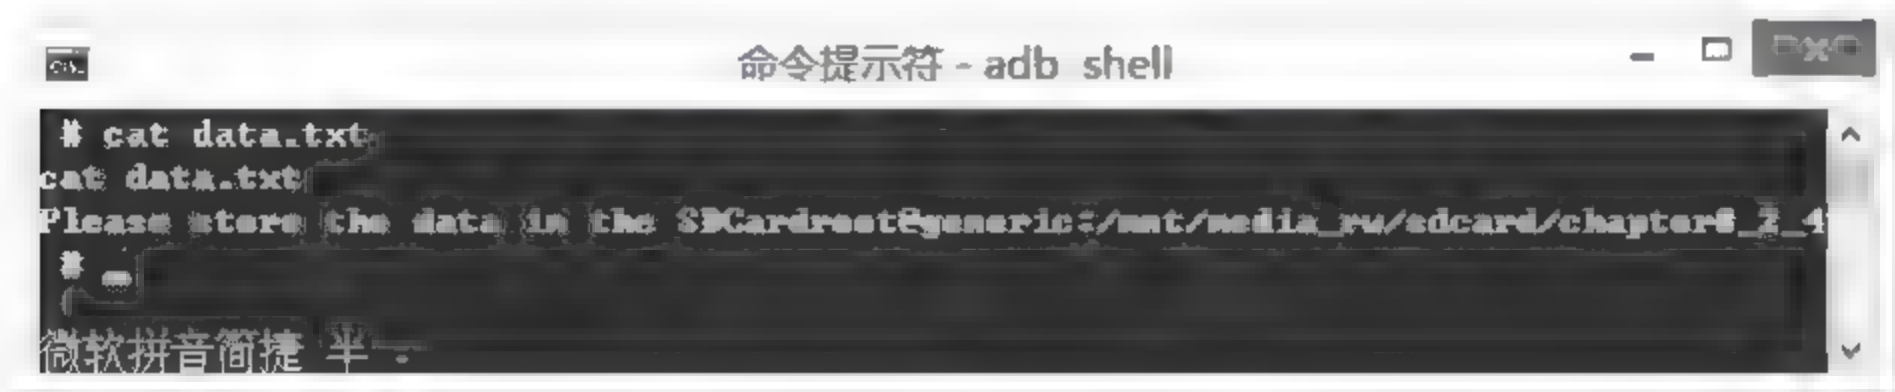 命令提示符 - adb shell
# cat data.txt
cat data.txt
Please store the data in the SDCardroot@generic:/mnt/media_rw/sdcard/chapter8_2_4
# _
微软拼音简捷 半 :